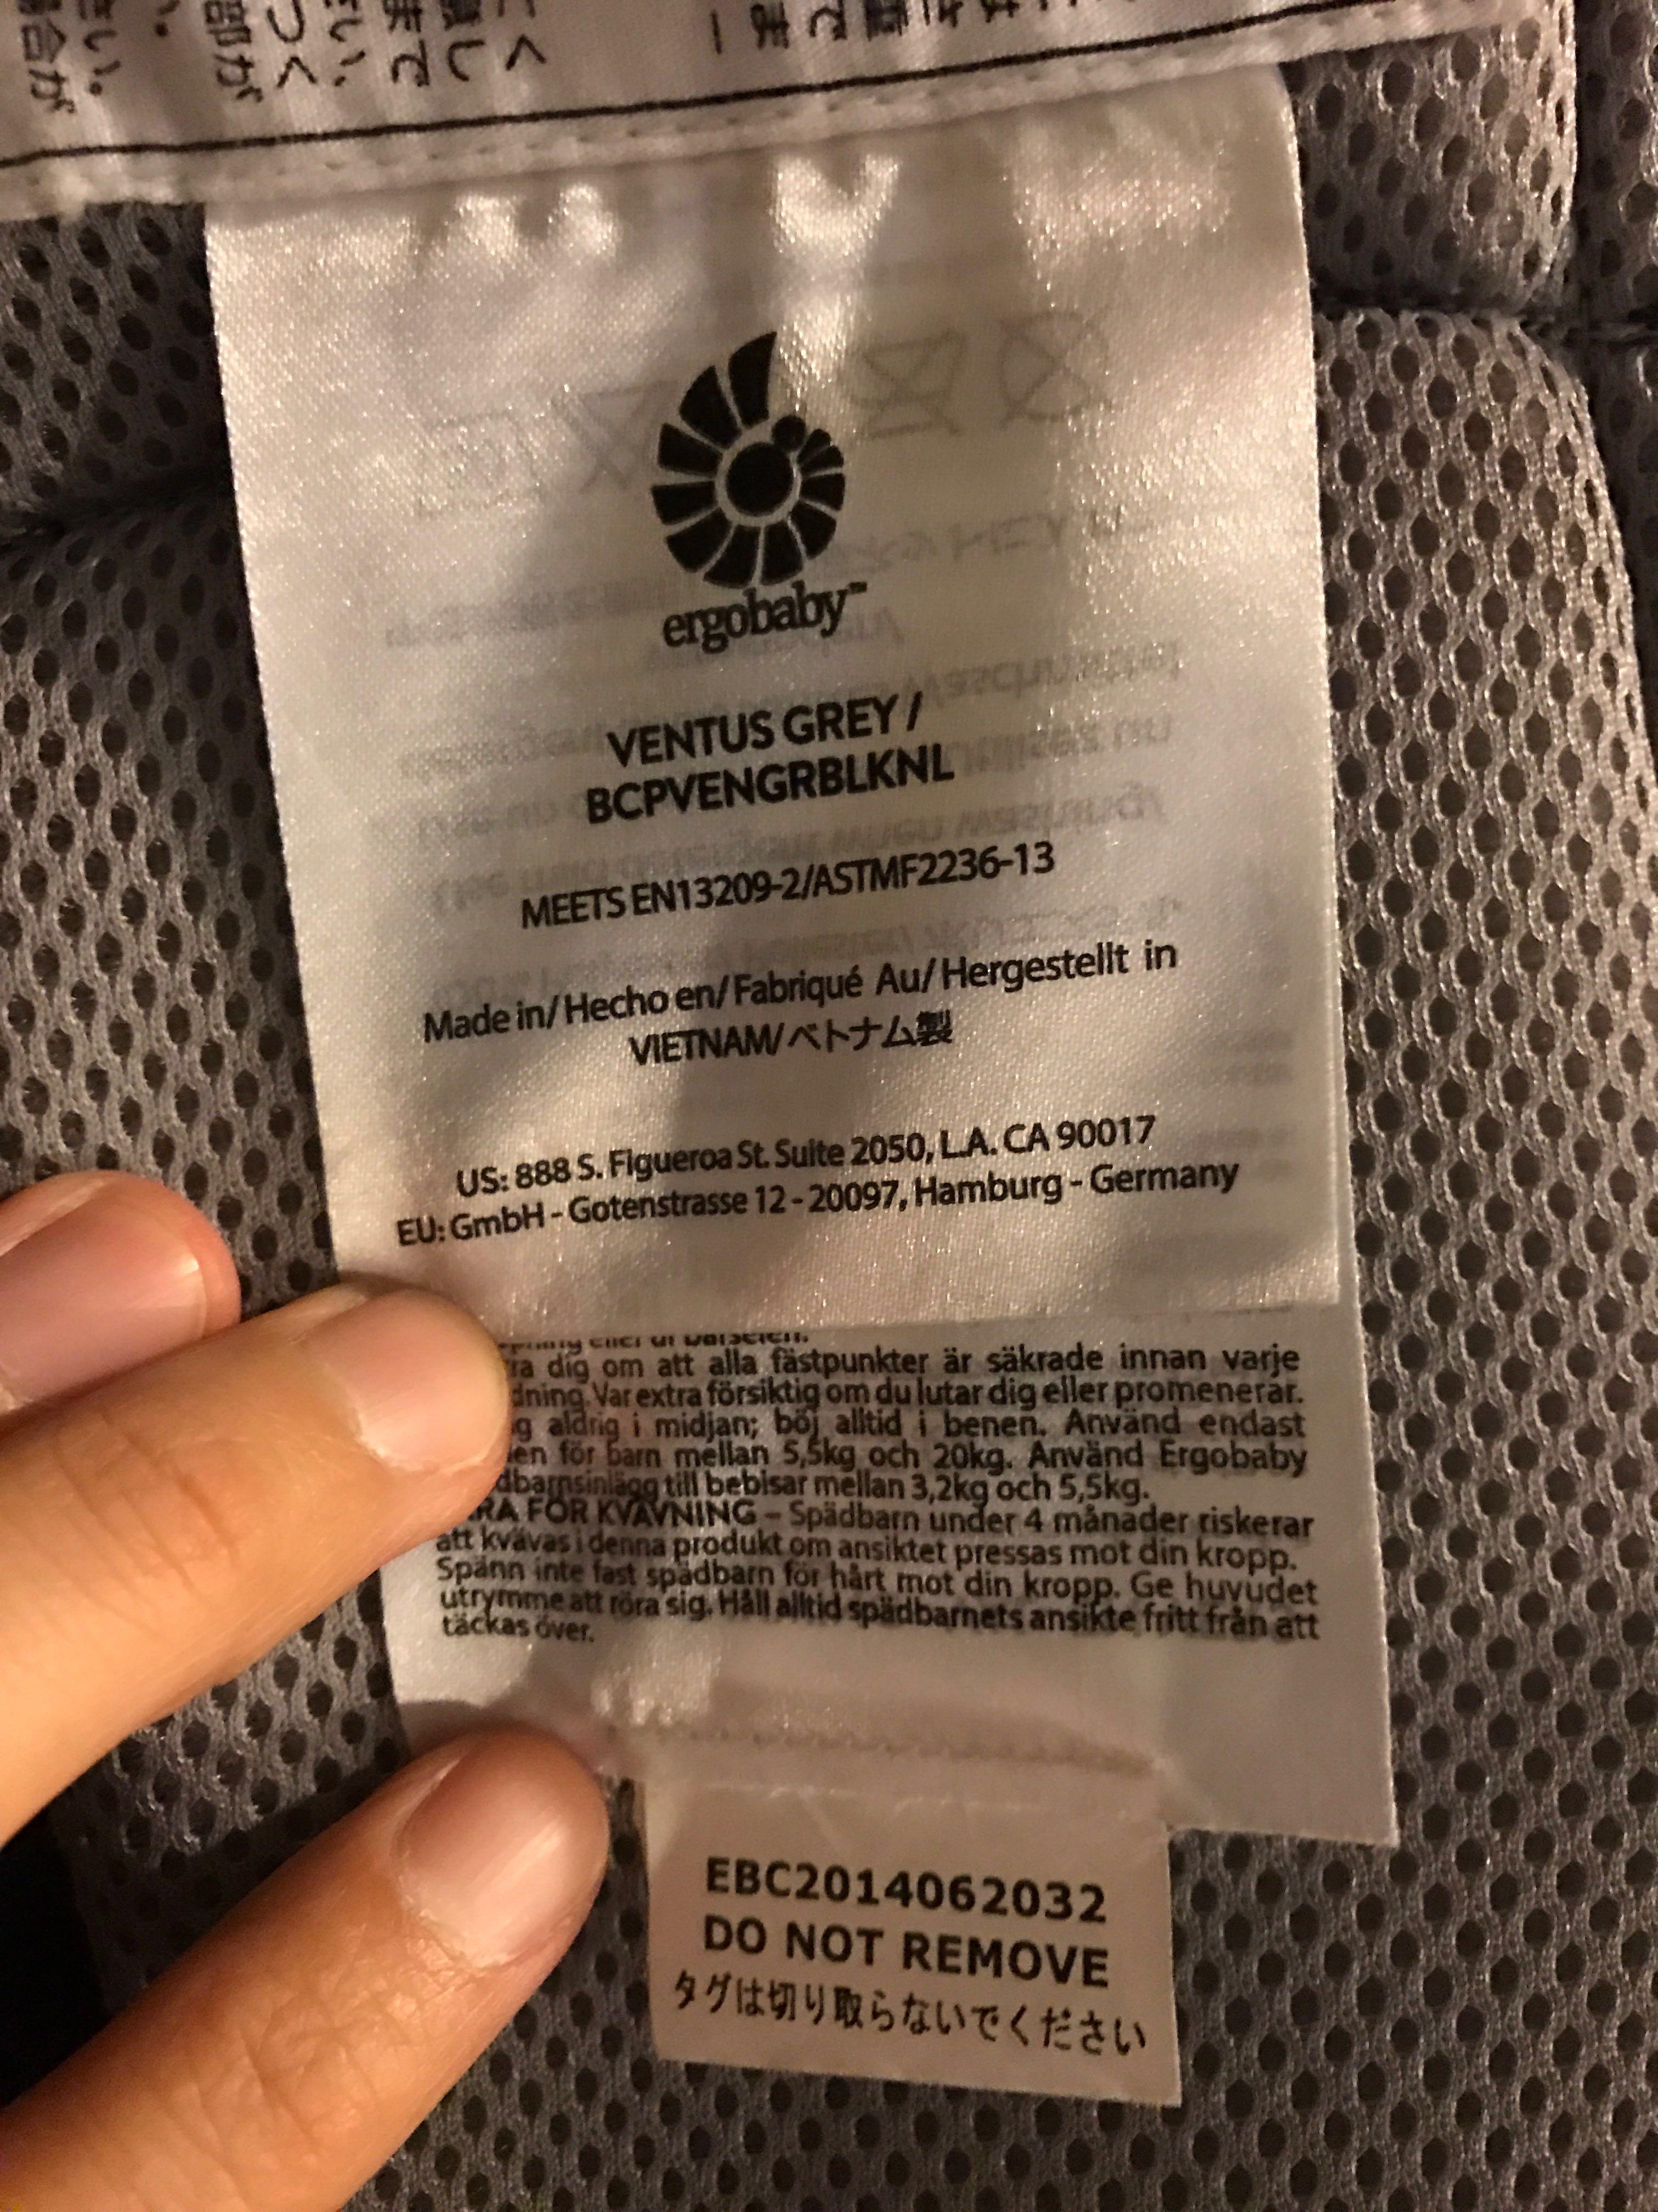 ergobaby™
VENTUS GREY /
BCPVENGRBLKNL
MEETS EN13209-2/ASTMF2236-13
Made in/ Hecho en/ Fabriqué Au/ Hergestellt in
VIETNAM/ベトナム製
US: 888 S. Figueroa St. Suite 2050, L.A. CA 90017
EU: GmbH - Gotenstrasse 12 - 20097, Hamburg - Germany
dig om att alla fästpunkter är säkrade innan varje
Var extra försiktig om du lutar dig eller promenerar.
aldrig i midjan; böj alltid i benen. Använd endast
för barn mellan 5,5kg och 20kg. Använd Ergobaby
till bebisar mellan 3,2kg och 5,5kg.
FÖR KVÄVNING – Spädbarn under 4 månader riskerar
att kvävas i denna produkt om ansiktet pressas mot din kropp.
Spänn inte fast spädbarn för hårt mot din kropp. Ge huvudet
utrymme att röra sig. Håll alltid spädbarnets ansikte fritt från att
täckas över.
EBC2014062032
DO NOT REMOVE
タグは切り取らないでください